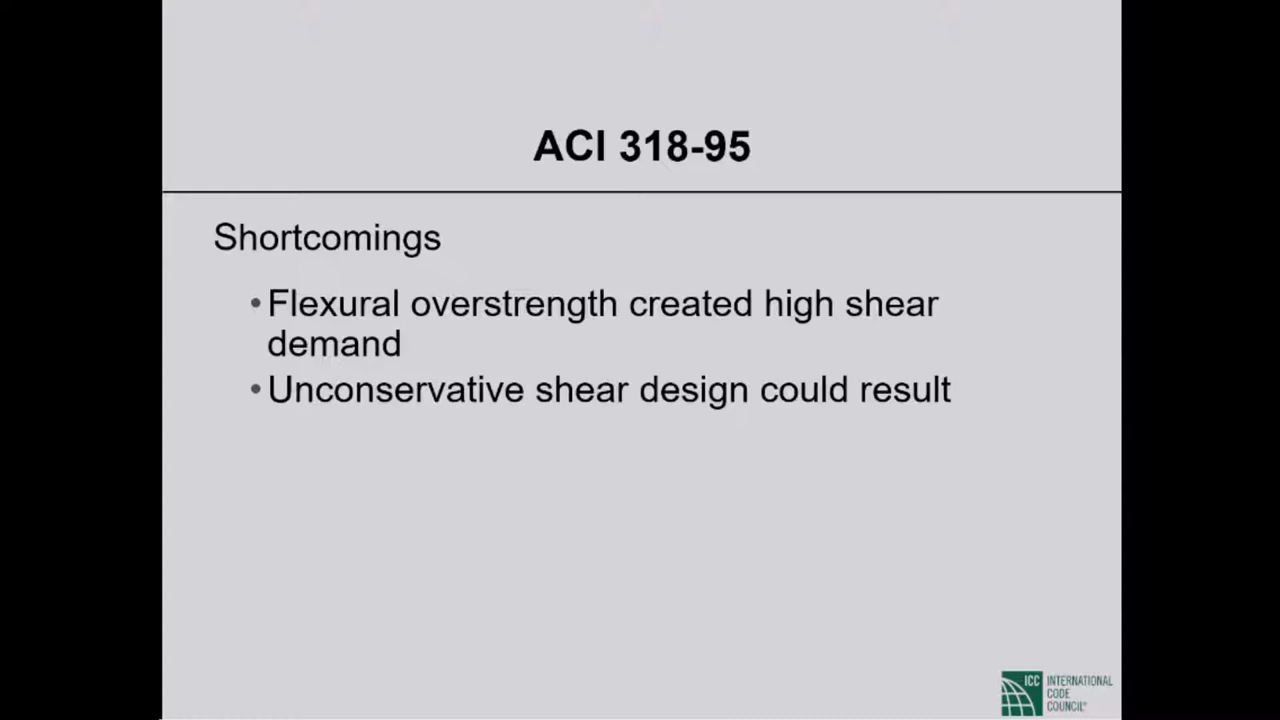 ACI 318-95
Shortcomings
•Flexural overstrength created high shear
demand
•Unconservative shear design could result
ICC INTERNATIONAL
CODE
COUNCIL®